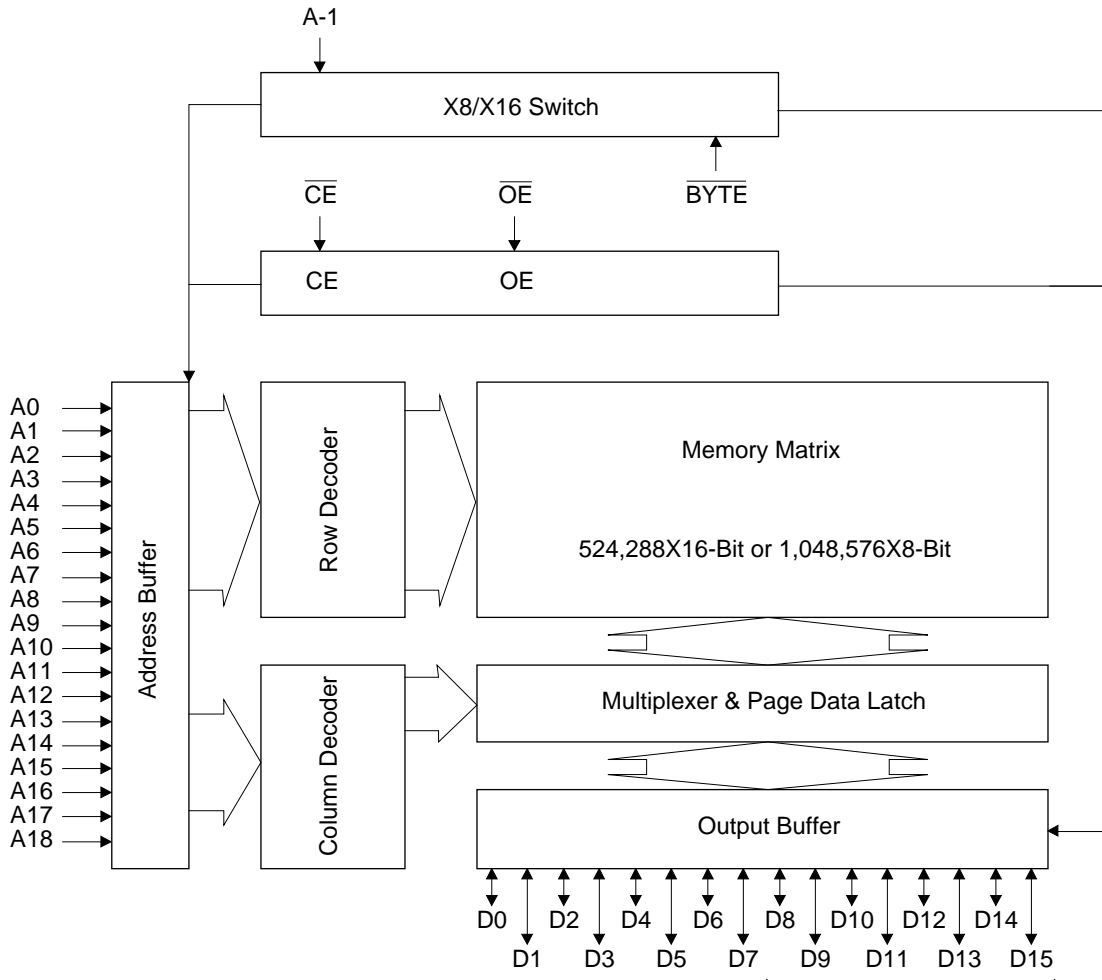 A-1
X8/X16 Switch
CE OE BYTE
CE OE
A0
A1
A2
A3
A4
A5
A6
A7
A8
A9
A10
A11
A12
A13
A14
A15
A16
A17
A18
Address Buffer
Row Decoder
Column Decoder
Memory Matrix
524,288X16-Bit or 1,048,576X8-Bit
Multiplexer & Page Data Latch
Output Buffer
D0 D2 D4 D6 D8 D10 D12 D14
D1 D3 D5 D7 D9 D11 D13 D15